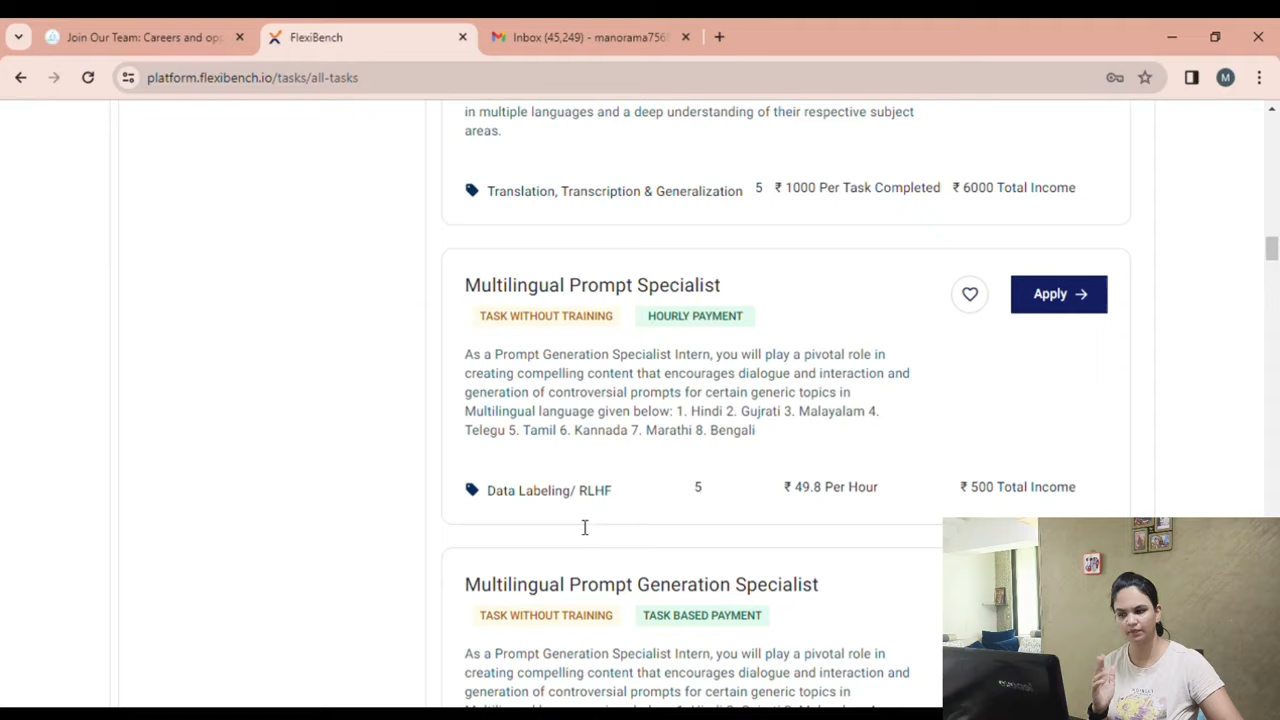 Join Our Team: Careers and opp
FlexiBench
Inbox (45,249) - manorama756
platform.flexibench.io/tasks/all-tasks
M
in multiple languages and a deep understanding of their respective subject
areas.
Translation, Transcription & Generalization 5 ₹ 1000 Per Task Completed ₹ 6000 Total Income
Multilingual Prompt Specialist
Apply →
TASK WITHOUT TRAINING HOURLY PAYMENT
As a Prompt Generation Specialist Intern, you will play a pivotal role in
creating compelling content that encourages dialogue and interaction and
generation of controversial prompts for certain generic topics in
Multilingual language given below: 1. Hindi 2. Gujrati 3. Malayalam 4.
Telegu 5. Tamil 6. Kannada 7. Marathi 8. Bengali
Data Labeling/ RLHF 5 ₹ 49.8 Per Hour ₹ 500 Total Income
Multilingual Prompt Generation Specialist
TASK WITHOUT TRAINING TASK BASED PAYMENT
As a Prompt Generation Specialist Intern, you will play a pivotal role in
creating compelling content that encourages dialogue and interaction and
generation of controversial prompts for certain generic topics in